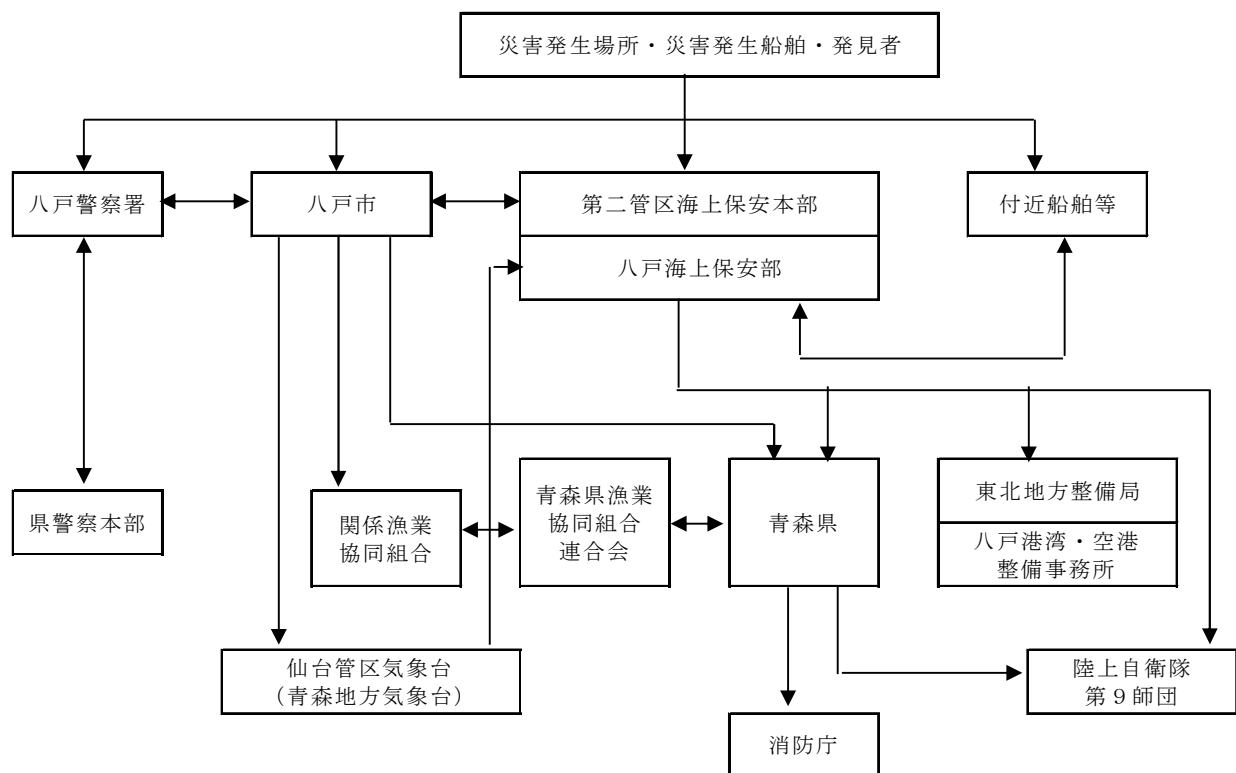 災害発生場所・災害発生船舶・発見者
八戸警察署
八戸市
第二管区海上保安本部
付近船舶等
八戸海上保安部
県警察本部
関係漁業
協同組合
青森県漁業
協同組合
連合会
青森県
東北地方整備局
八戸港湾・空港
整備事務所
仙台管区気象台
（青森地方気象台）
陸上自衛隊
第９師団
消防庁